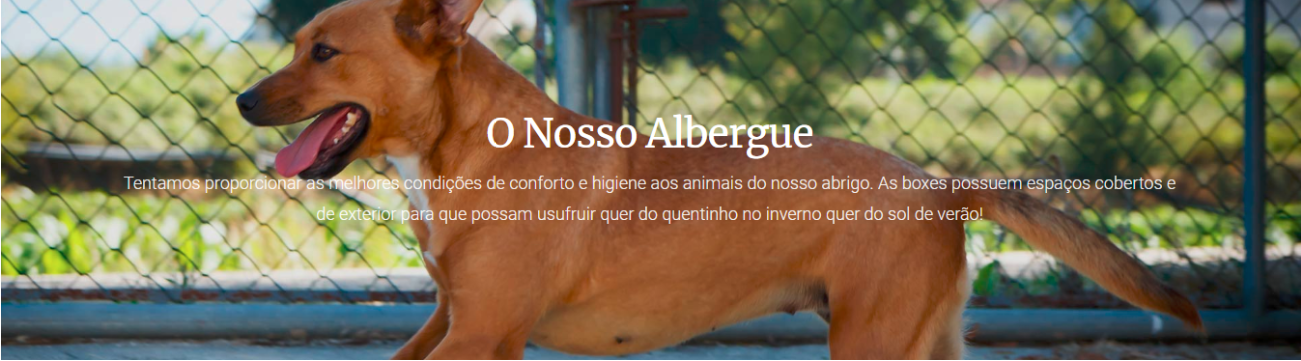 O Nosso Albergue
Tentamos proporcionar as melhores condições de conforto e higiene aos animais do nosso abrigo. As boxes possuem espaços cobertos e
de exterior para que possam usufruir quer do quentinho no inverno quer do sol de verão!